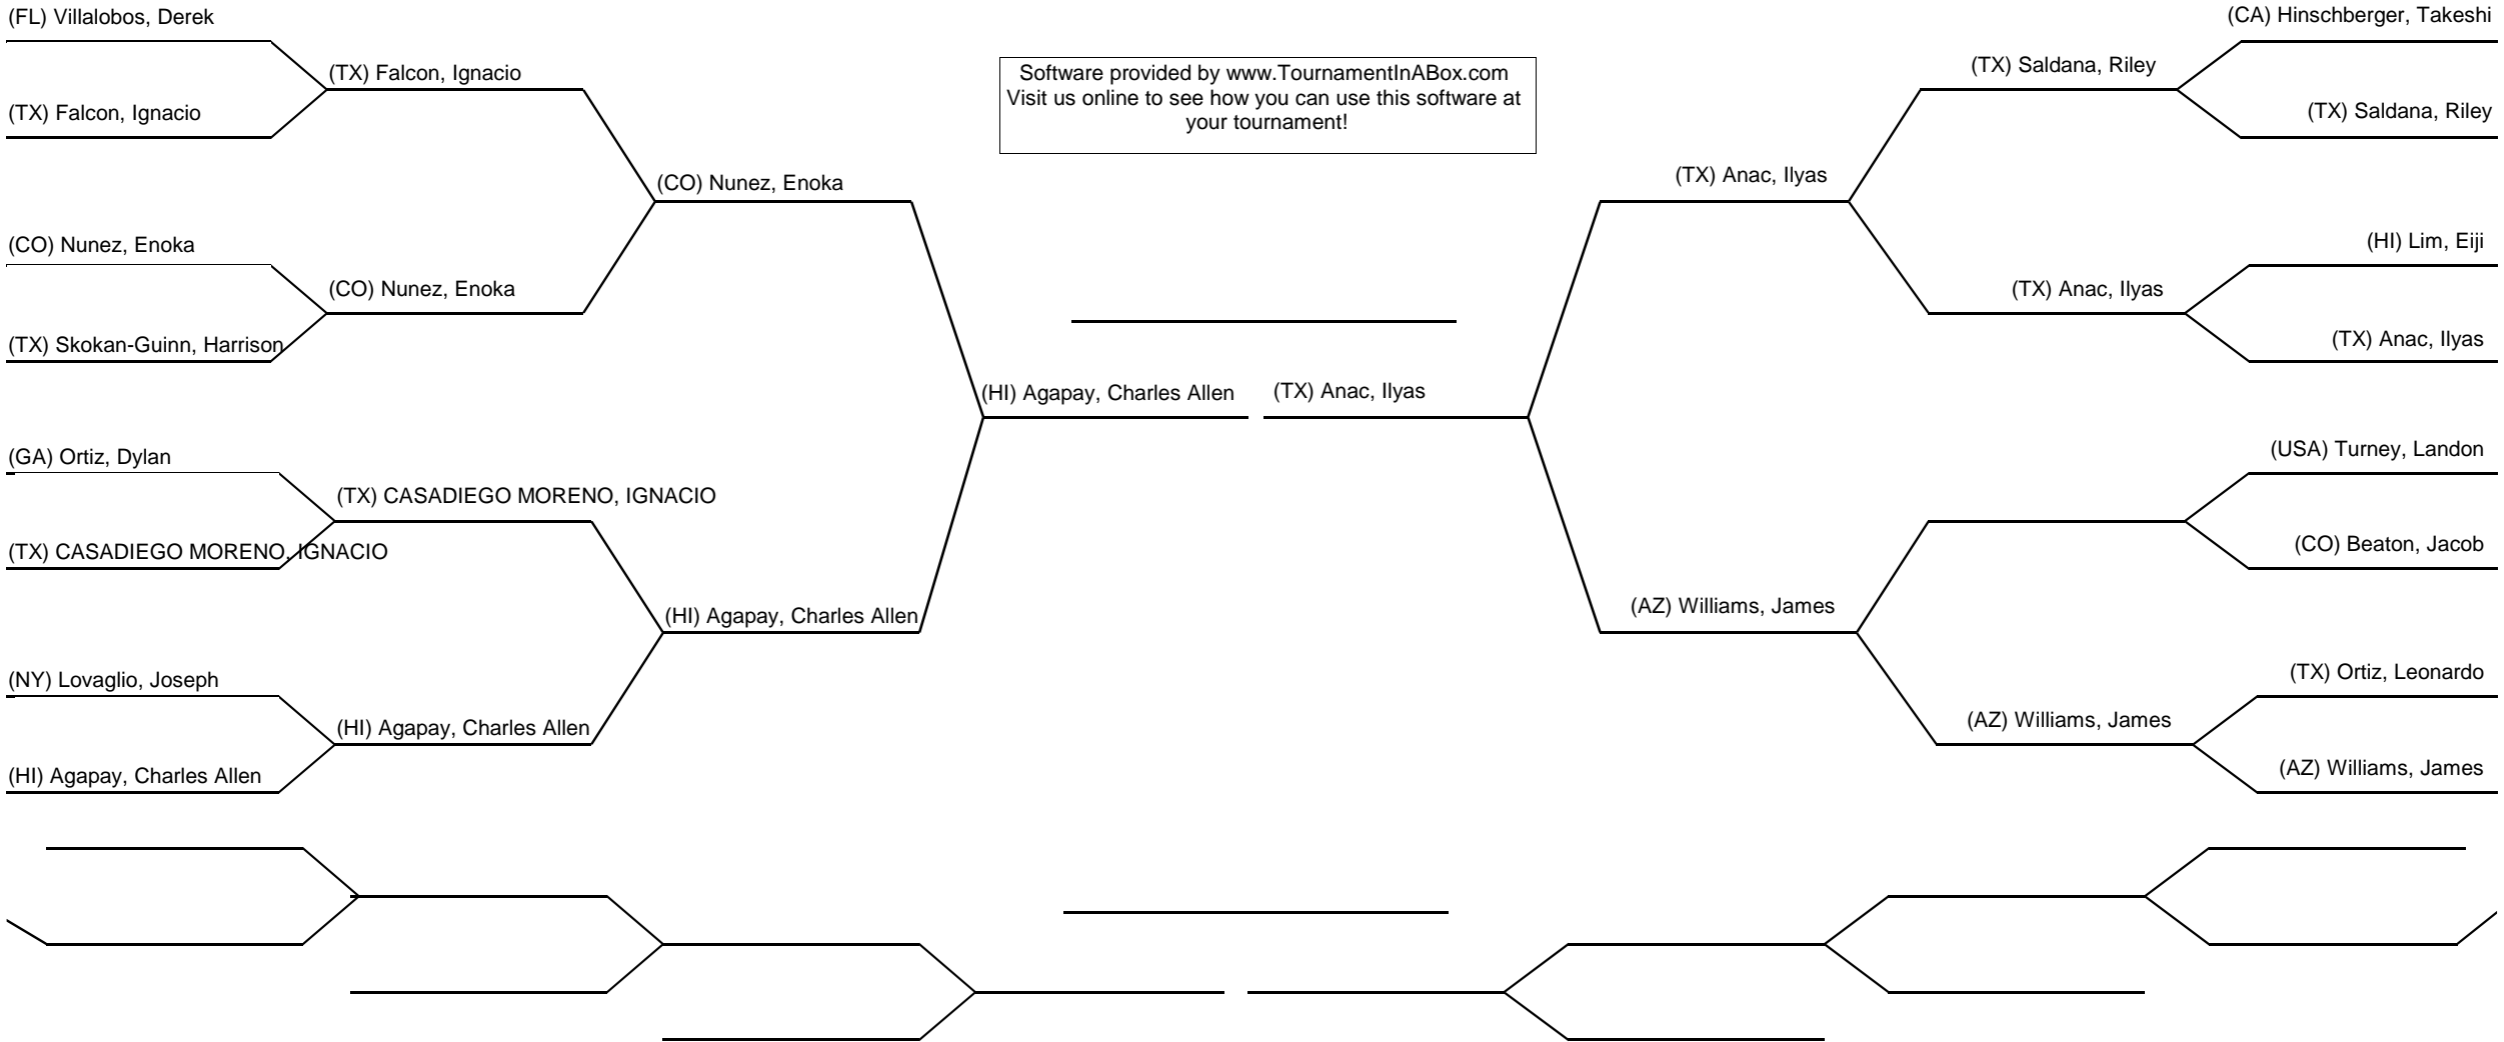 (FL) Villalobos, Derek
(TX) Falcon, Ignacio
(TX) Falcon, Ignacio
(CO) Nunez, Enoka
(CO) Nunez, Enoka
(CO) Nunez, Enoka
(TX) Skokan-Guinn, Harrison
(GA) Ortiz, Dylan
(TX) CASADIEGO MORENO, IGNACIO
(TX) CASADIEGO MORENO, IGNACIO
(HI) Agapay, Charles Allen
(NY) Lovaglio, Joseph
(HI) Agapay, Charles Allen
(HI) Agapay, Charles Allen
(HI) Agapay, Charles Allen
Software provided by www.TournamentInABox.com
Visit us online to see how you can use this software at
your tournament!
(TX) Anac, Ilyas
(CA) Hinschberger, Takeshi
(TX) Saldana, Riley
(TX) Saldana, Riley
(TX) Anac, Ilyas
(HI) Lim, Eiji
(TX) Anac, Ilyas
(TX) Anac, Ilyas
(USA) Turney, Landon
(CO) Beaton, Jacob
(AZ) Williams, James
(TX) Ortiz, Leonardo
(AZ) Williams, James
(AZ) Williams, James